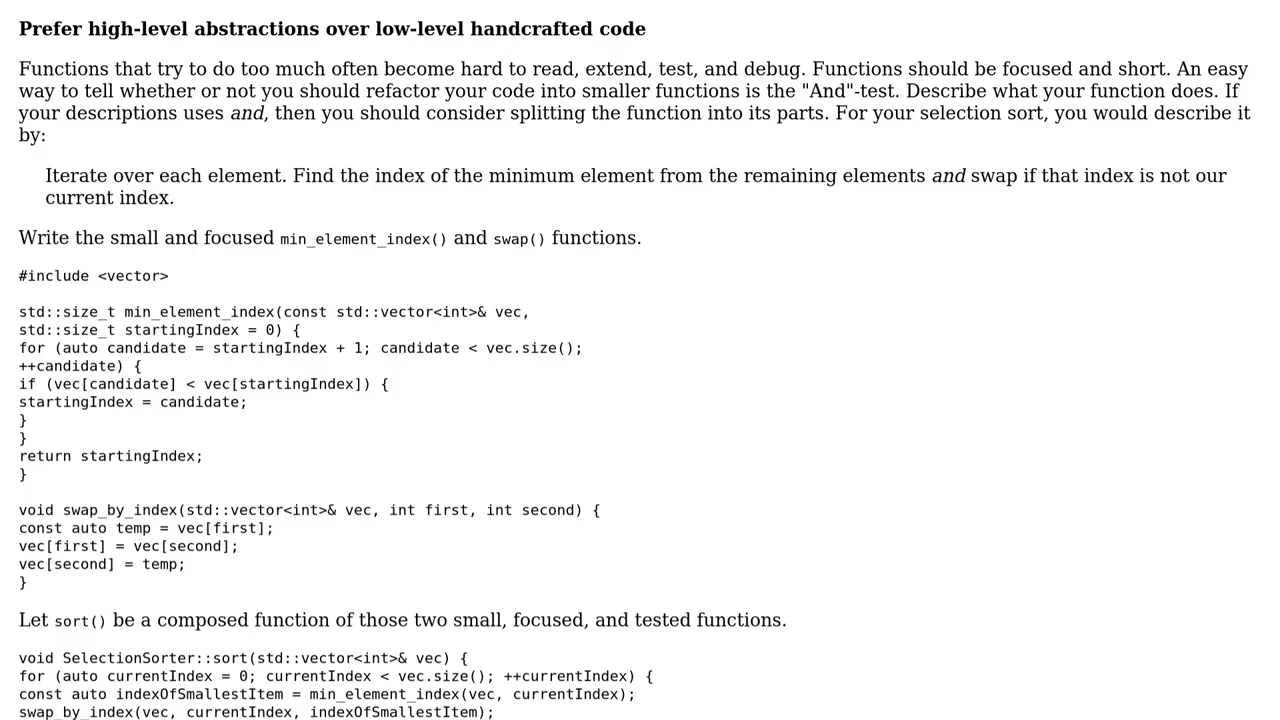 Prefer high-level abstractions over low-level handcrafted code
Functions that try to do too much often become hard to read, extend, test, and debug. Functions should be focused and short. An easy
way to tell whether or not you should refactor your code into smaller functions is the "And"-test. Describe what your function does. If
your descriptions uses and, then you should consider splitting the function into its parts. For your selection sort, you would describe it
by:
Iterate over each element. Find the index of the minimum element from the remaining elements and swap if that index is not our
current index.
Write the small and focused min_element_index() and swap() functions.
#include <vector>
std::size_t min_element_index(const std::vector<int>& vec,
std::size_t startingIndex = 0) {
for (auto candidate = startingIndex + 1; candidate < vec.size();
++candidate) {
if (vec[candidate] < vec[startingIndex]) {
startingIndex = candidate;
}
}
return startingIndex;
}
void swap_by_index(std::vector<int>& vec, int first, int second) {
const auto temp = vec[first];
vec[first] = vec[second];
vec[second] = temp;
}
Let sort() be a composed function of those two small, focused, and tested functions.
void SelectionSorter::sort(std::vector<int>& vec) {
for (auto currentIndex = 0; currentIndex < vec.size(); ++currentIndex) {
const auto indexOfSmallestItem = min_element_index(vec, currentIndex);
swap_by_index(vec, currentIndex, indexOfSmallestItem);